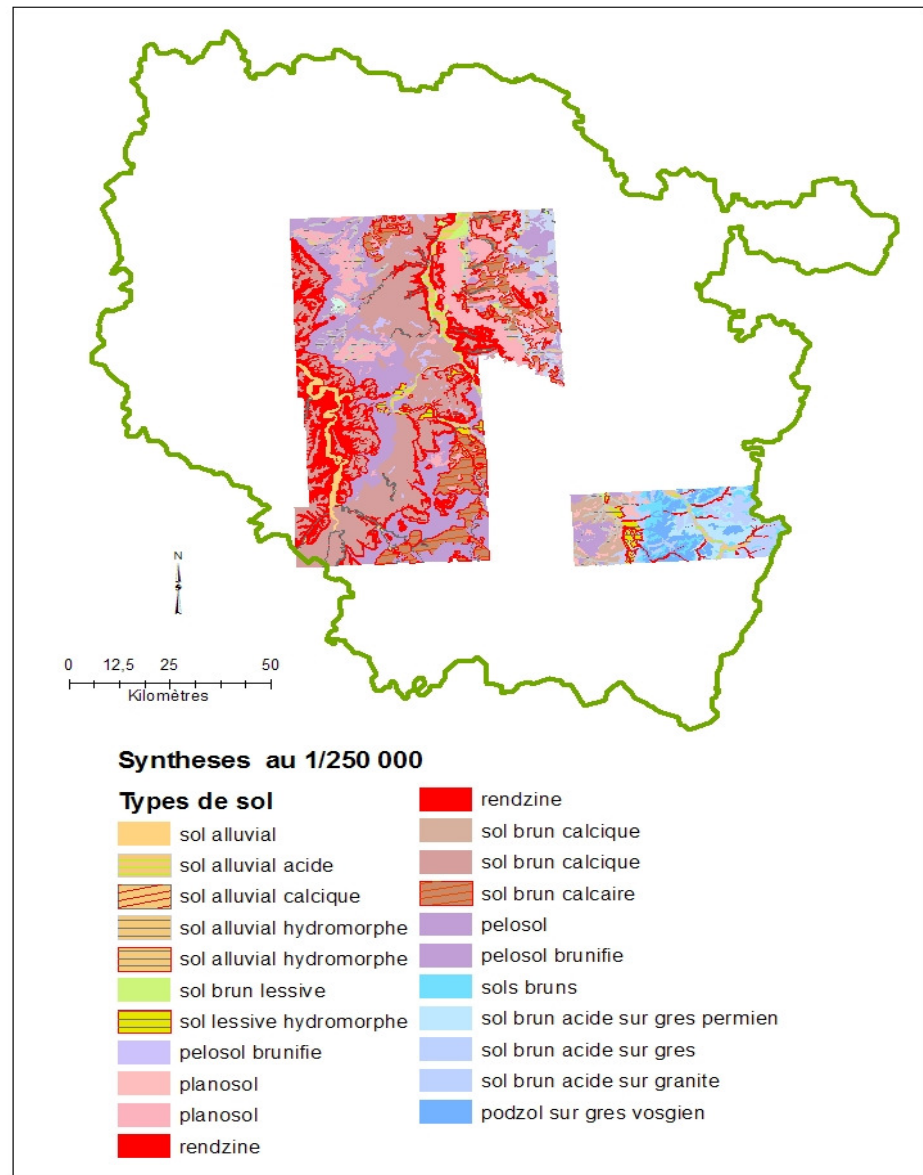 N
0 12,5 25 50
Kilomètres
Syntheses au 1/250 000
Types de sol
sol alluvial
sol alluvial acide
sol alluvial calcique
sol alluvial hydromorphe
sol alluvial hydromorphe
sol brun lessive
sol lessive hydromorphe
pelosol brunifie
planosol
planosol
rendzine
rendzine
sol brun calcique
sol brun calcique
sol brun calcaire
pelosol
pelosol brunifie
sols bruns
sol brun acide sur gres permien
sol brun acide sur gres
sol brun acide sur granite
podzol sur gres vosgien